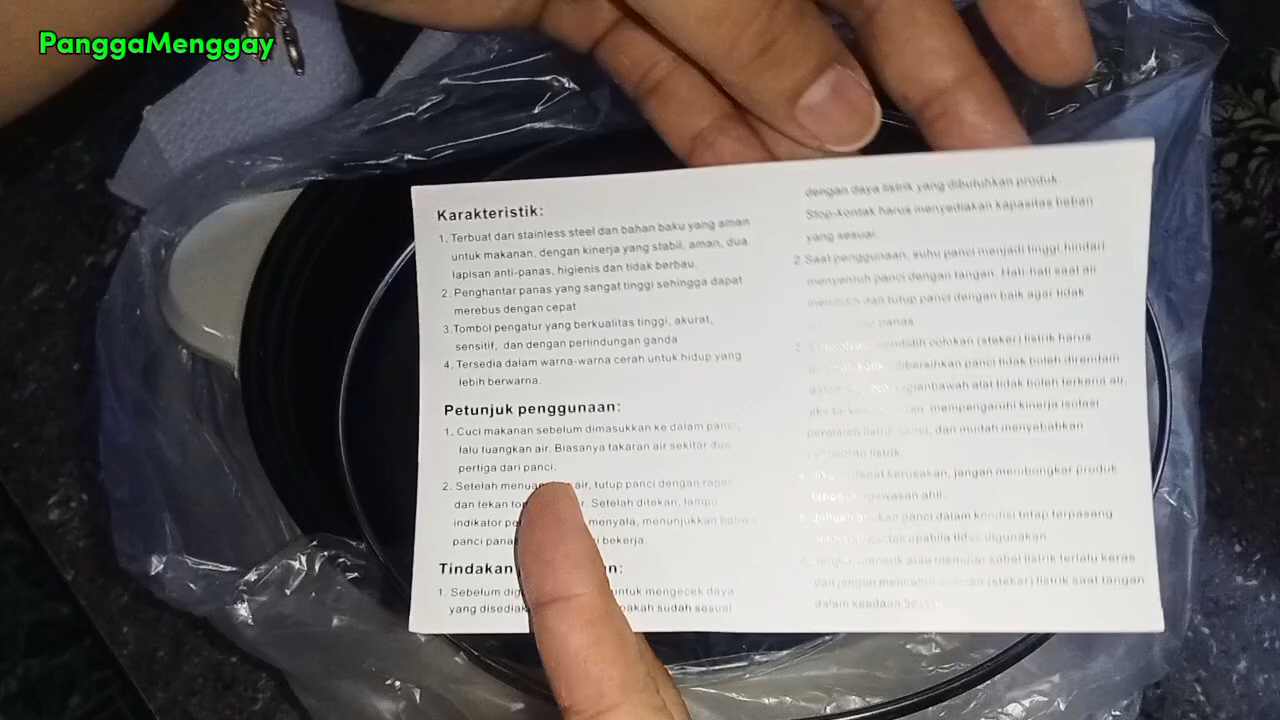 PanggaMenggay
Karakteristik:
1. Terbuat dari stainless steel dan bahan baku yang aman
untuk makanan, dengan kinerja yang stabil, aman, dua
lapisan anti-panas, higienis dan tidak berbau.
2. Penghantar panas yang sangat tinggi sehingga dapat
merebus dengan cepat
3. Tombol pengatur yang berkualitas tinggi, akurat,
sensitif, dan dengan perlindungan ganda
4. Tersedia dalam warna-warna cerah untuk hidup yang
lebih berwarna.
Petunjuk penggunaan:
1. Cuci makanan sebelum dimasukkan ke dalam panci,
lalu tuangkan air. Biasanya takaran air sekitar dua
pertiga dari panci.
2. Setelah air, tutup panci dengan rapat
dan tekan Setelah ditekan, lampu
indikator menyala, menunjukkan bahwa
panci bekerja.
Tindakan
1. Sebelum untuk mengecek daya
yang apakah sudah sesuai
dengan daya listrik yang dibutuhkan produk.
Stop-kontak harus menyediakan kapasitas beban
yang sesuai.
2. Saat penggunaan, suhu panci menjadi tinggi hindari
menyentuh panci dengan tangan. Hati-hati saat air
mendidih dan tutup panci dengan baik agar tidak
panas
mendidih colokan (steker) listrik harus
dibersihkan panci tidak boleh direndam
bagianbawah alat tidak boleh terkena air,
mempengaruhi kinerja isolasi
peralatan listrik dan mudah menyebabkan
listrik
kerusakan, jangan membongkar produk
ahli.
5. Jangan panci dalam kondisi tetap terpasang
apabila tidak digunakan
menarik atau memutar kabel listrik terlalu keras
dan jangan (steker) listrik saat tangan
dalam keadaan